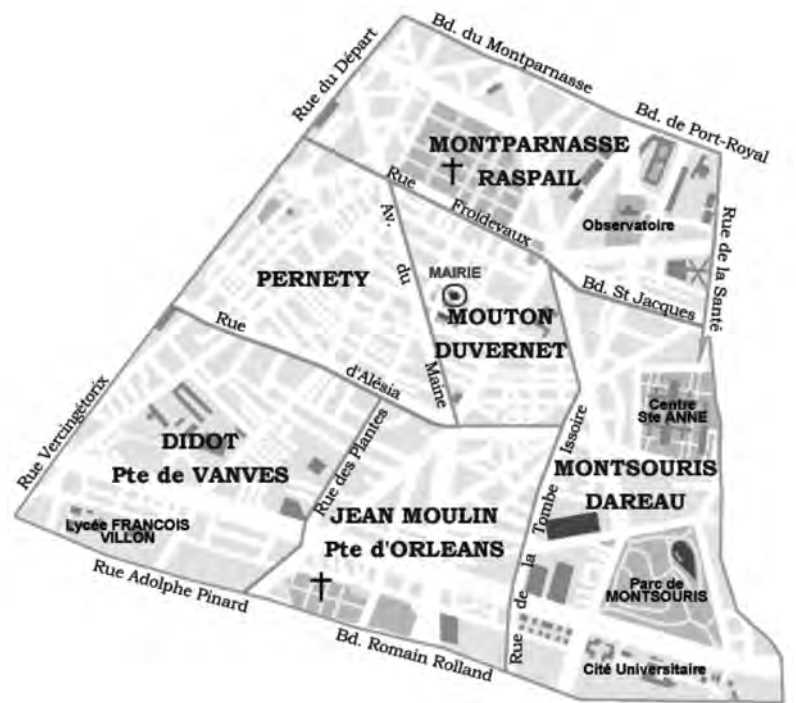 Bd. du Montparnasse
Rue du Départ
Bd. de Port-Royal
MONTPARNASSE
RASPAIL
Rue Froidevaux
Observatoire
Rue de la Santé
Av. du Maine
PERNETY
MAIRIE
MOUTON
DUVERNET
Bd. St Jacques
Rue d'Alésia
Centre
Ste ANNE
Rue Vercingétorix
DIDOT
Pte de VANVES
Rue des Plantes
Rue de la Tombe Issoire
MONTSOURIS
DAREAU
JEAN MOULIN
Pte d'ORLEANS
Lycée FRANCOIS
VILLON
Rue Adolphe Pinard
Parc de
MONTSOURIS
Bd. Romain Rolland
Cité Universitaire